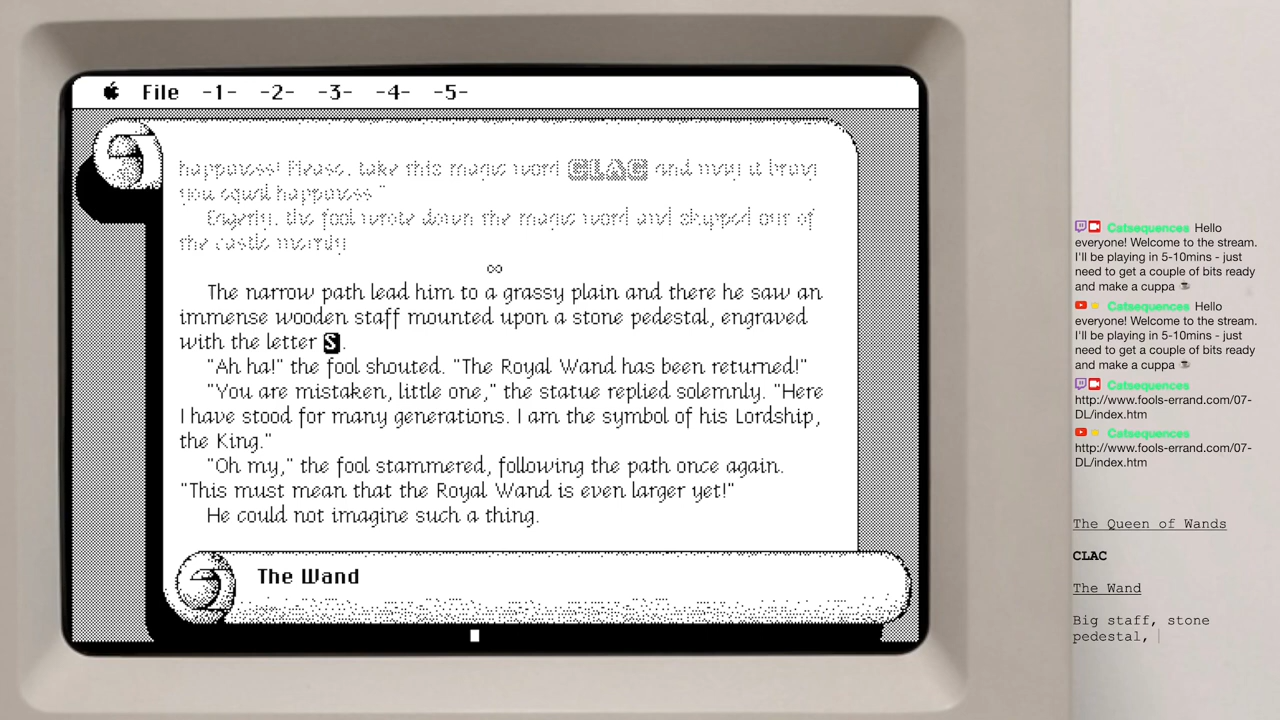 File -1- -2- -3- -4- -5-
happiness! Please, take this magic word CLAC and may it bring
you equal happiness."
Eagerly, the fool wrote down the magic word and skipped out of
the castle merrily.
∞
The narrow path lead him to a grassy plain and there he saw an
immense wooden staff mounted upon a stone pedestal, engraved
with the letter S.
"Ah ha!" the fool shouted. "The Royal Wand has been returned!"
"You are mistaken, little one," the statue replied solemnly. "Here
I have stood for many generations. I am the symbol of his Lordship,
the King."
"Oh my," the fool stammered, following the path once again.
"This must mean that the Royal Wand is even larger yet!"
He could not imagine such a thing.
The Wand
Catsequences Hello
everyone! Welcome to the stream.
I'll be playing in 5-10mins - just
need to get a couple of bits ready
and make a cuppa ☕
Catsequences Hello
everyone! Welcome to the stream.
I'll be playing in 5-10mins - just
need to get a couple of bits ready
and make a cuppa ☕
Catsequences
http://www.fools-errand.com/07-
DL/index.htm
Catsequences
http://www.fools-errand.com/07-
DL/index.htm
The Queen of Wands
CLAC
The Wand
Big staff, stone
pedestal,